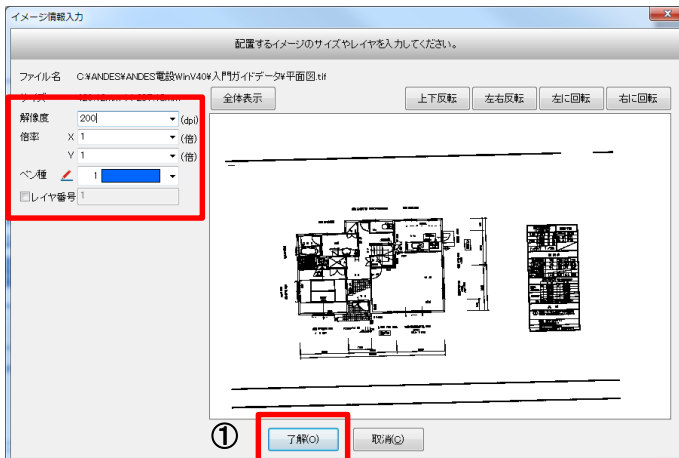 イメージ情報入力
配置するイメージのサイズやレイヤを入力してください。
ファイル名 C:¥ANDES¥ANDES電設WinV40¥入門ガイドデータ¥平面図.tif
全体表示 上下反転 左右反転 左に回転 右に回転
解像度 200 (dpi)
倍率 X 1 (倍)
Y 1 (倍)
ペン種 1
レイヤ番号 1
① 了解(O) 取消(C)